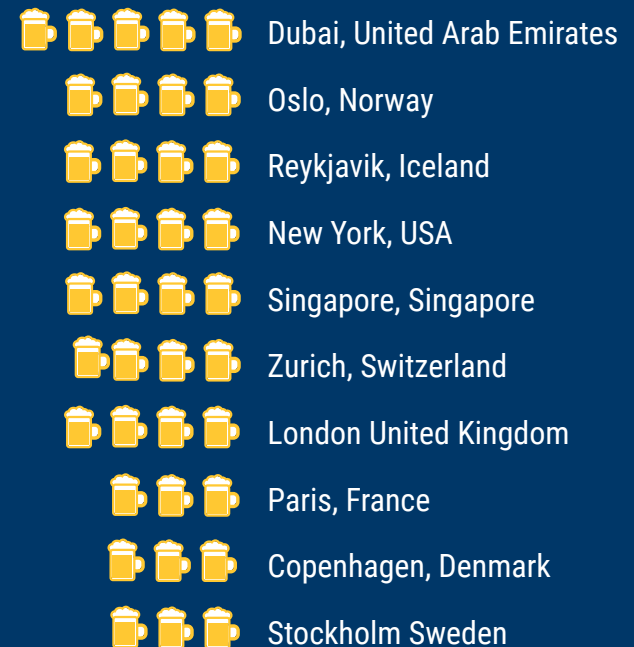 Dubai, United Arab Emirates
Oslo, Norway
Reykjavik, Iceland
New York, USA
Singapore, Singapore
Zurich, Switzerland
London United Kingdom
Paris, France
Copenhagen, Denmark
Stockholm Sweden